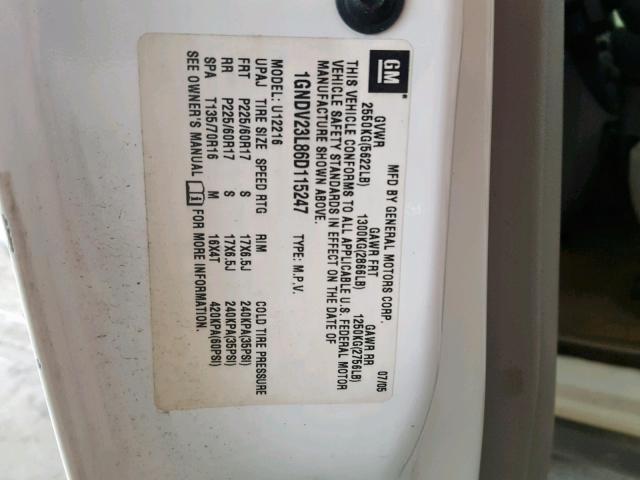 GM MFD BY GENERAL MOTORS CORP. 07/05
GVWR GAWR FRT GAWR RR
2550KG(5622LB) 1300KG(2866LB) 1250KG(2756LB)
THIS VEHICLE CONFORMS TO ALL APPLICABLE U.S. FEDERAL MOTOR
VEHICLE SAFETY STANDARDS IN EFFECT ON THE DATE OF
MANUFACTURE SHOWN ABOVE.
1GNDV23L86D115247 TYPE: M.P.V.
MODEL: U12216
UPAJ TIRE SIZE SPEED RTG RIM COLD TIRE PRESSURE
FRT P225/60R17 S 17X6.5J 240KPA(35PSI)
RR P225/60R17 S 17X6.5J 240KPA(35PSI)
SPA T135/70R16 M 16X4T 420KPA(60PSI)
SEE OWNER'S MANUAL FOR MORE INFORMATION.